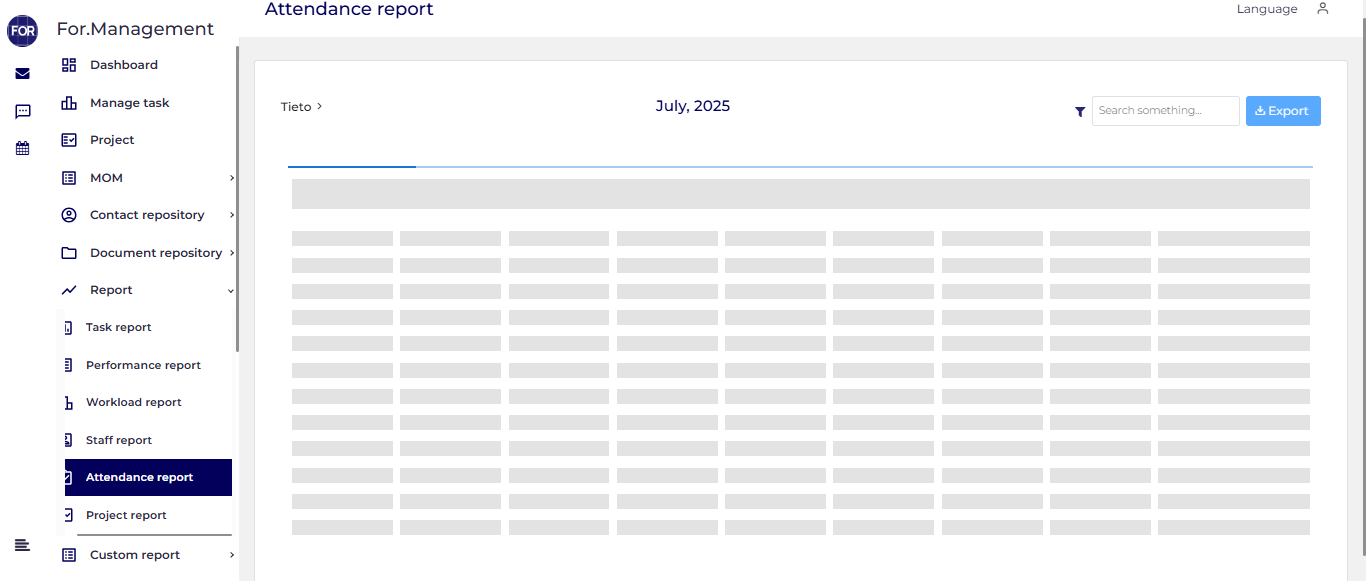 Attendance report
Language
FOR
For.Management
Dashboard
Manage task
Project
MOM
Contact repository
Document repository
Report
Task report
Performance report
Workload report
Staff report
Attendance report
Project report
Custom report
Tieto
July, 2025
Search something...
Export